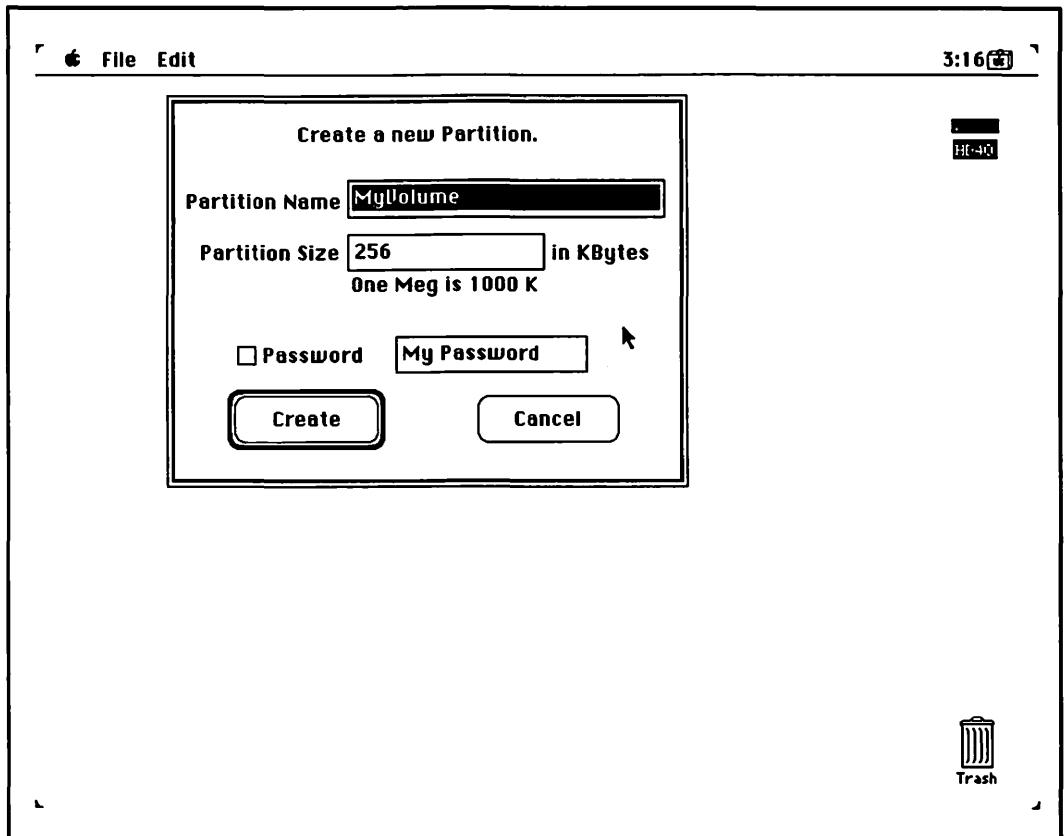 File Edit 3:16
Create a new Partition.
Partition Name MyVolume
Partition Size 256 in KBytes
One Meg is 1000 K
Password My Password
Create Cancel
HD40
Trash